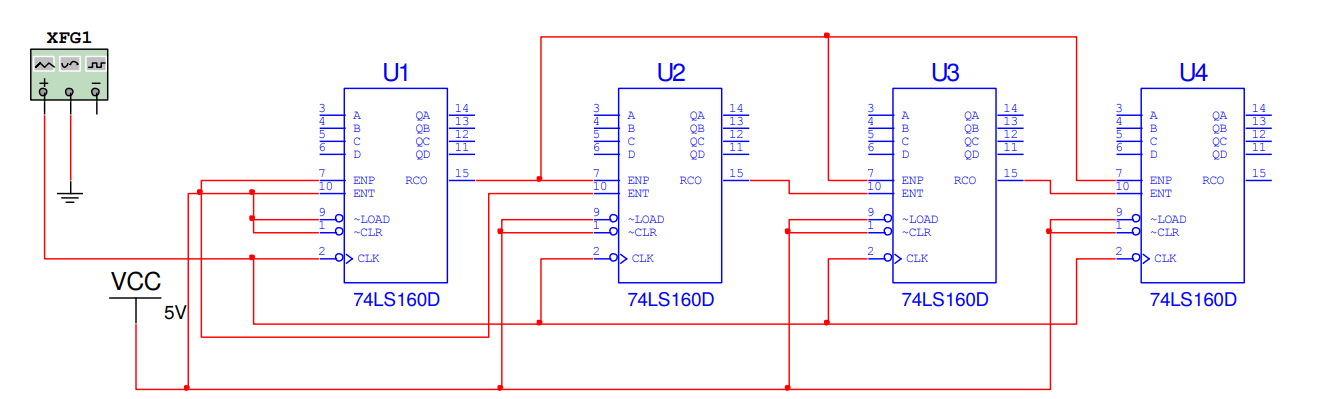 XFG1
+ −
VCC
5V
U1
3 A QA 14
4 B QB 13
5 C QC 12
6 D QD 11
7 ENP RCO 15
10 ENT
9 ~LOAD
1 ~CLR
2 CLK
74LS160D
U2
3 A QA 14
4 B QB 13
5 C QC 12
6 D QD 11
7 ENP RCO 15
10 ENT
9 ~LOAD
1 ~CLR
2 CLK
74LS160D
U3
3 A QA 14
4 B QB 13
5 C QC 12
6 D QD 11
7 ENP RCO 15
10 ENT
9 ~LOAD
1 ~CLR
2 CLK
74LS160D
U4
3 A QA 14
4 B QB 13
5 C QC 12
6 D QD 11
7 ENP RCO 15
10 ENT
9 ~LOAD
1 ~CLR
2 CLK
74LS160D